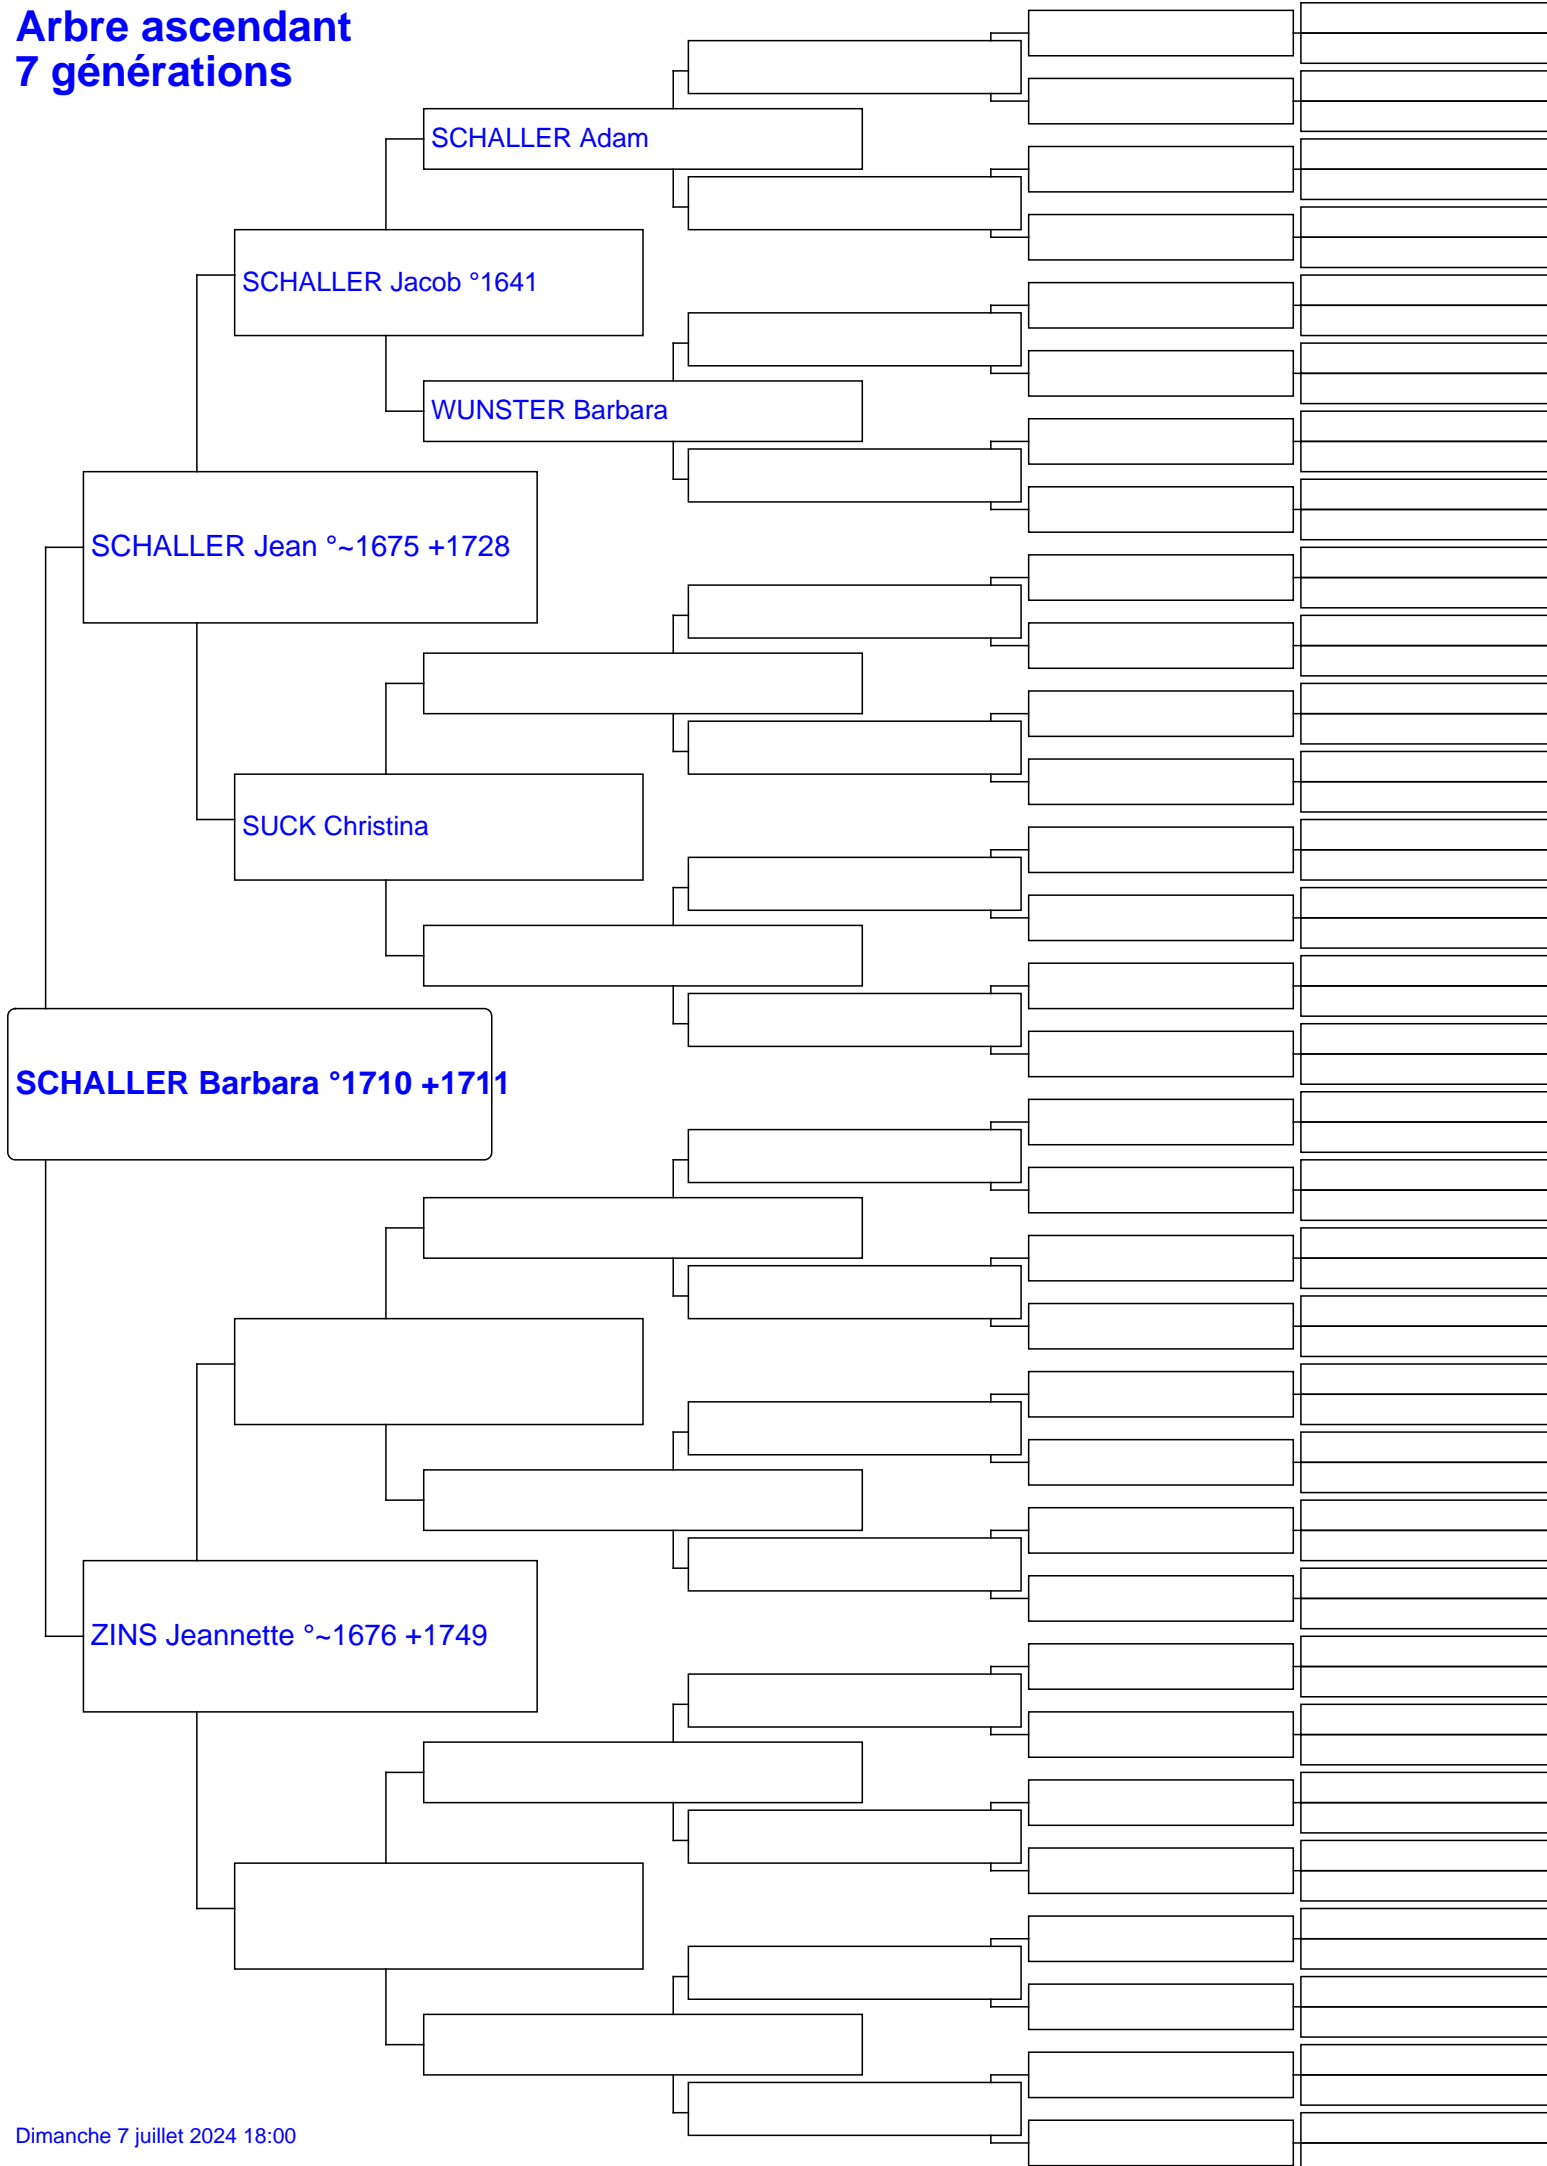 Arbre ascendant
7 générations
SCHALLER Adam
SCHALLER Jacob °1641
WUNSTER Barbara
SCHALLER Jean °~1675 +1728
SUCK Christina
SCHALLER Barbara °1710 +1711
ZINS Jeannette °~1676 +1749
Dimanche 7 juillet 2024 18:00